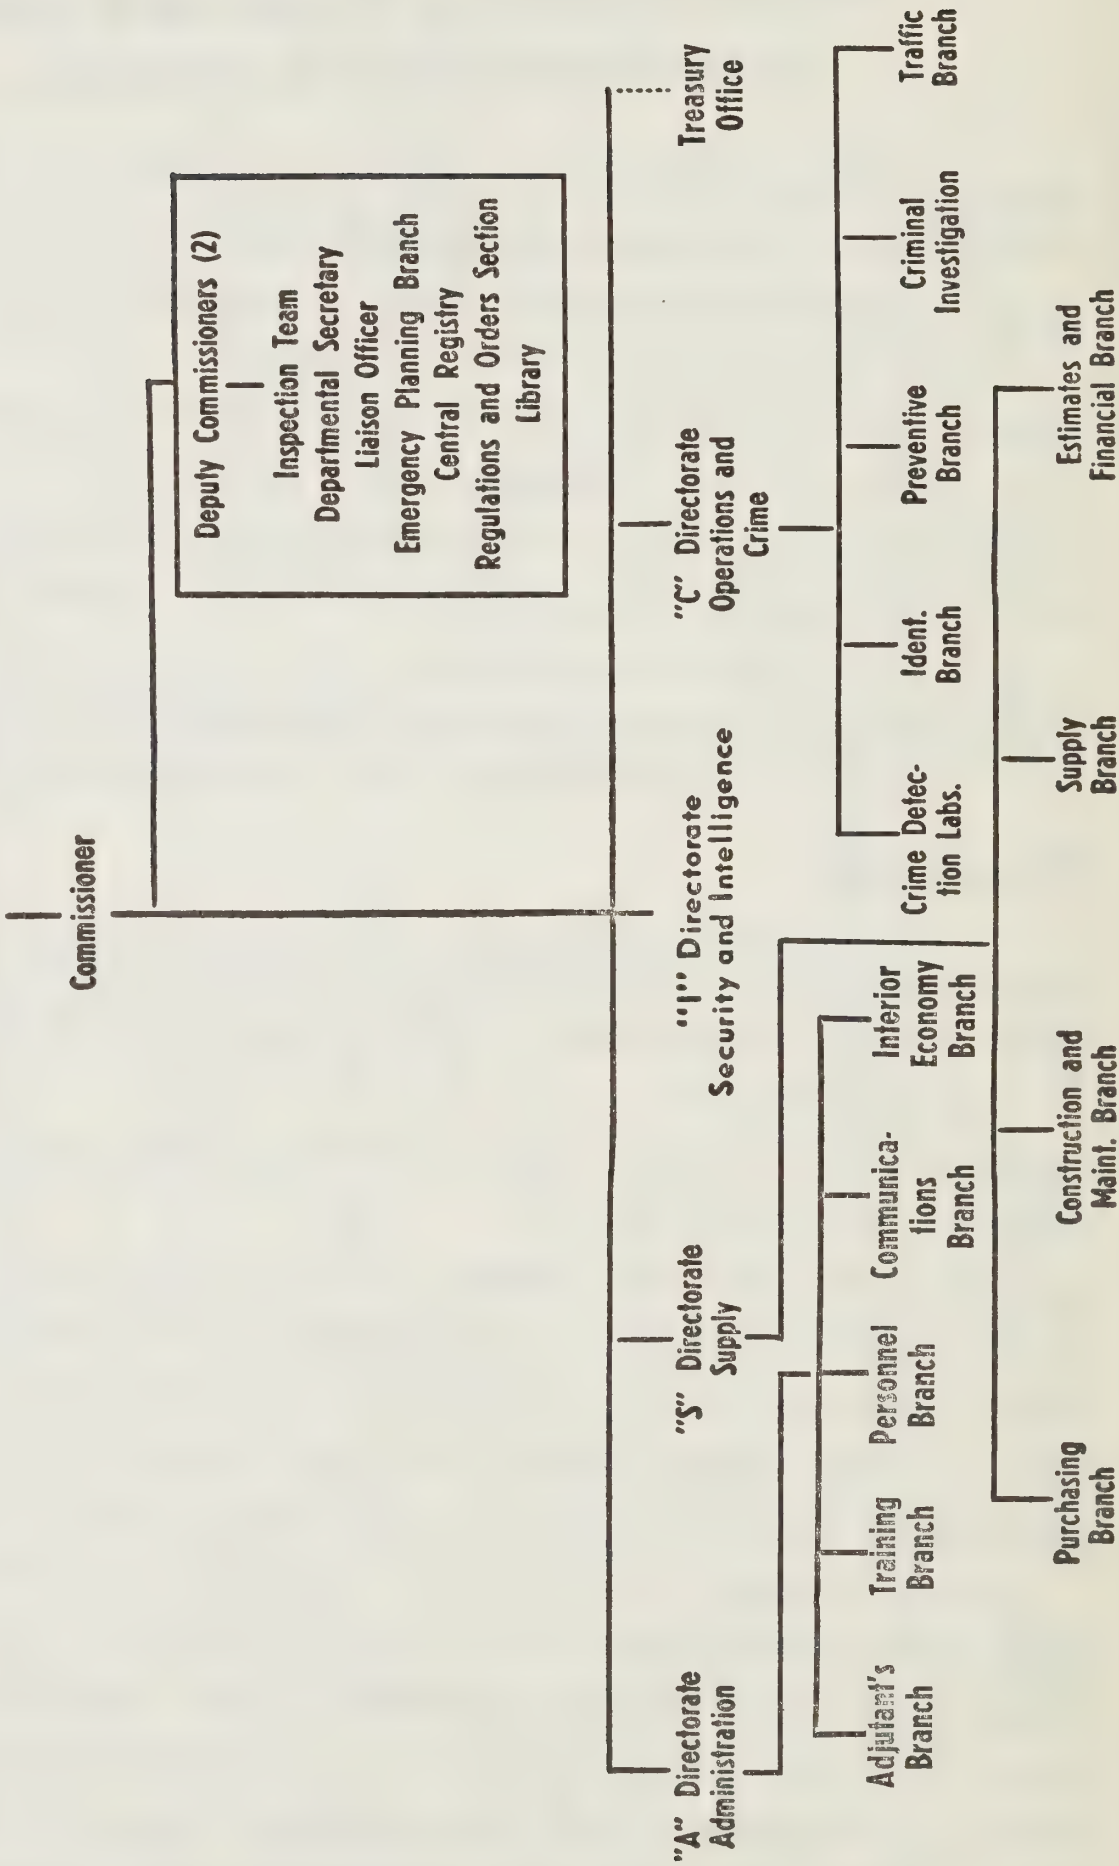 Commissioner
Deputy Commissioners (2)
Inspection Team
Departmental Secretary
Liaison Officer
Emergency Planning Branch
Central Registry
Regulations and Orders Section
Library
"A" Directorate
Administration
"S" Directorate
Supply
"I" Directorate
Security and Intelligence
"C" Directorate
Operations and
Crime
Treasury
Office
Adjutant's
Branch
Training
Branch
Personnel
Branch
Communica-
tions
Branch
Interior
Economy
Branch
Crime Detec-
tion Labs.
Ident.
Branch
Preventive
Branch
Criminal
Investigation
Traffic
Branch
Purchasing
Branch
Construction and
Maint. Branch
Supply
Branch
Estimates and
Financial Branch